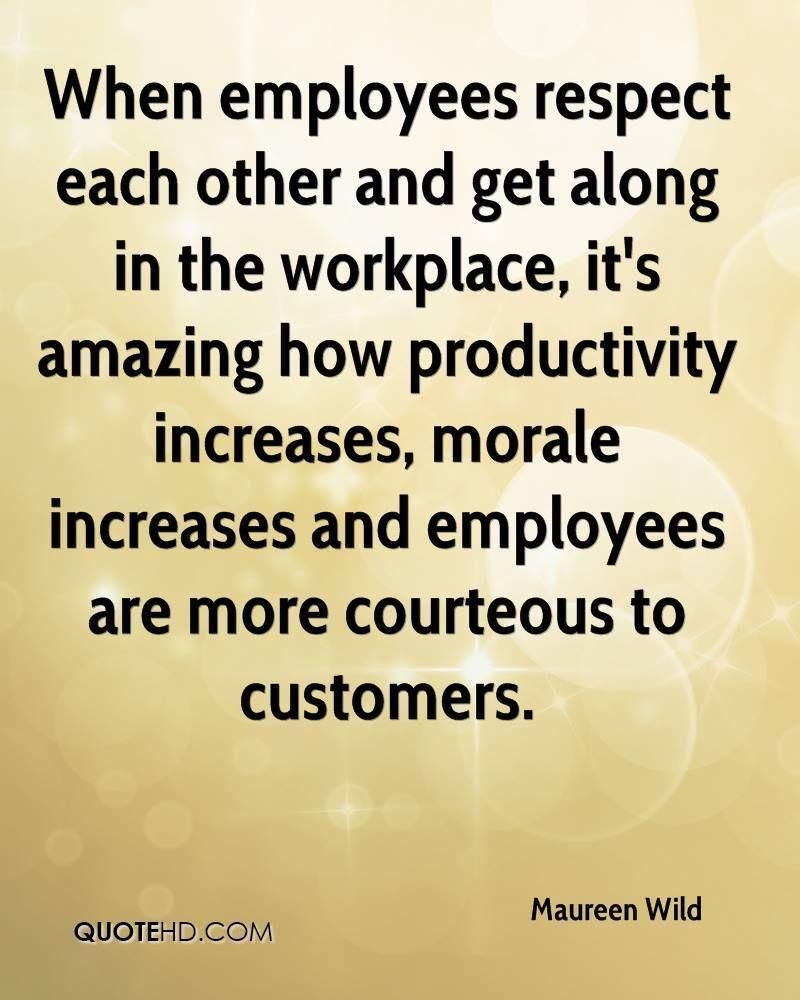 When employees respect
each other and get along
in the workplace, it's
amazing how productivity
increases, morale
increases and employees
are more courteous to
customers.
Maureen Wild
QUOTEHD.COM